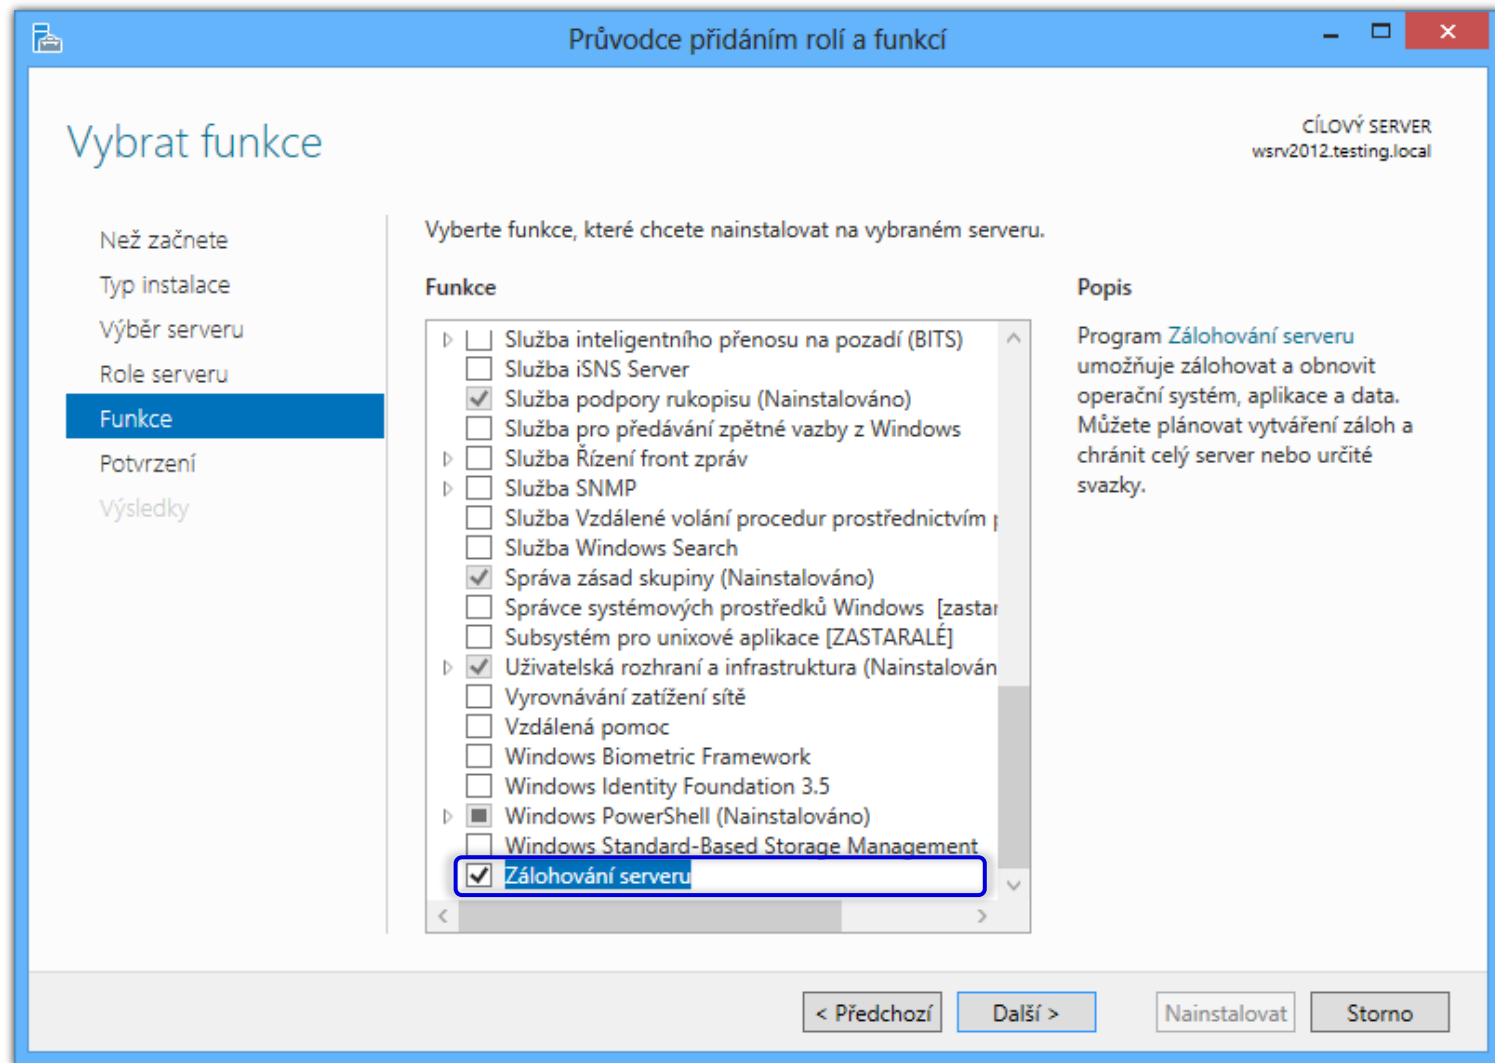 Průvodce přidáním rolí a funkcí
Vybrat funkce
CÍLOVÝ SERVER
wsrv2012.testing.local
Než začnete
Typ instalace
Výběr serveru
Role serveru
Funkce
Potvrzení
Výsledky
Vyberte funkce, které chcete nainstalovat na vybraném serveru.
Funkce
Služba inteligentního přenosu na pozadí (BITS)
Služba iSNS Server
Služba podpory rukopisu (Nainstalováno)
Služba pro předávání zpětné vazby z Windows
Služba Řízení front zpráv
Služba SNMP
Služba Vzdálené volání procedur prostřednictvím
Služba Windows Search
Správa zásad skupiny (Nainstalováno)
Správce systémových prostředků Windows [zastar
Subsystém pro unixové aplikace [ZASTARALÉ]
Uživatelská rozhraní a infrastruktura (Nainstalován
Vyrovnávání zatížení sítě
Vzdálená pomoc
Windows Biometric Framework
Windows Identity Foundation 3.5
Windows PowerShell (Nainstalováno)
Windows Standard-Based Storage Management
Zálohování serveru
Popis
Program Zálohování serveru
umožňuje zálohovat a obnovit
operační systém, aplikace a data.
Můžete plánovat vytváření záloh a
chránit celý server nebo určité
svazky.
< Předchozí
Další >
Nainstalovat
Storno